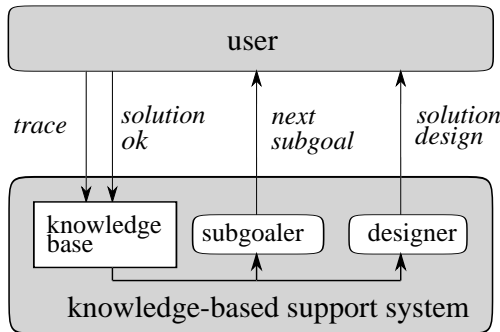 user
trace
solution
ok
next
subgoal
solution
design
knowledge
base
subgoaler
designer
knowledge-based support system